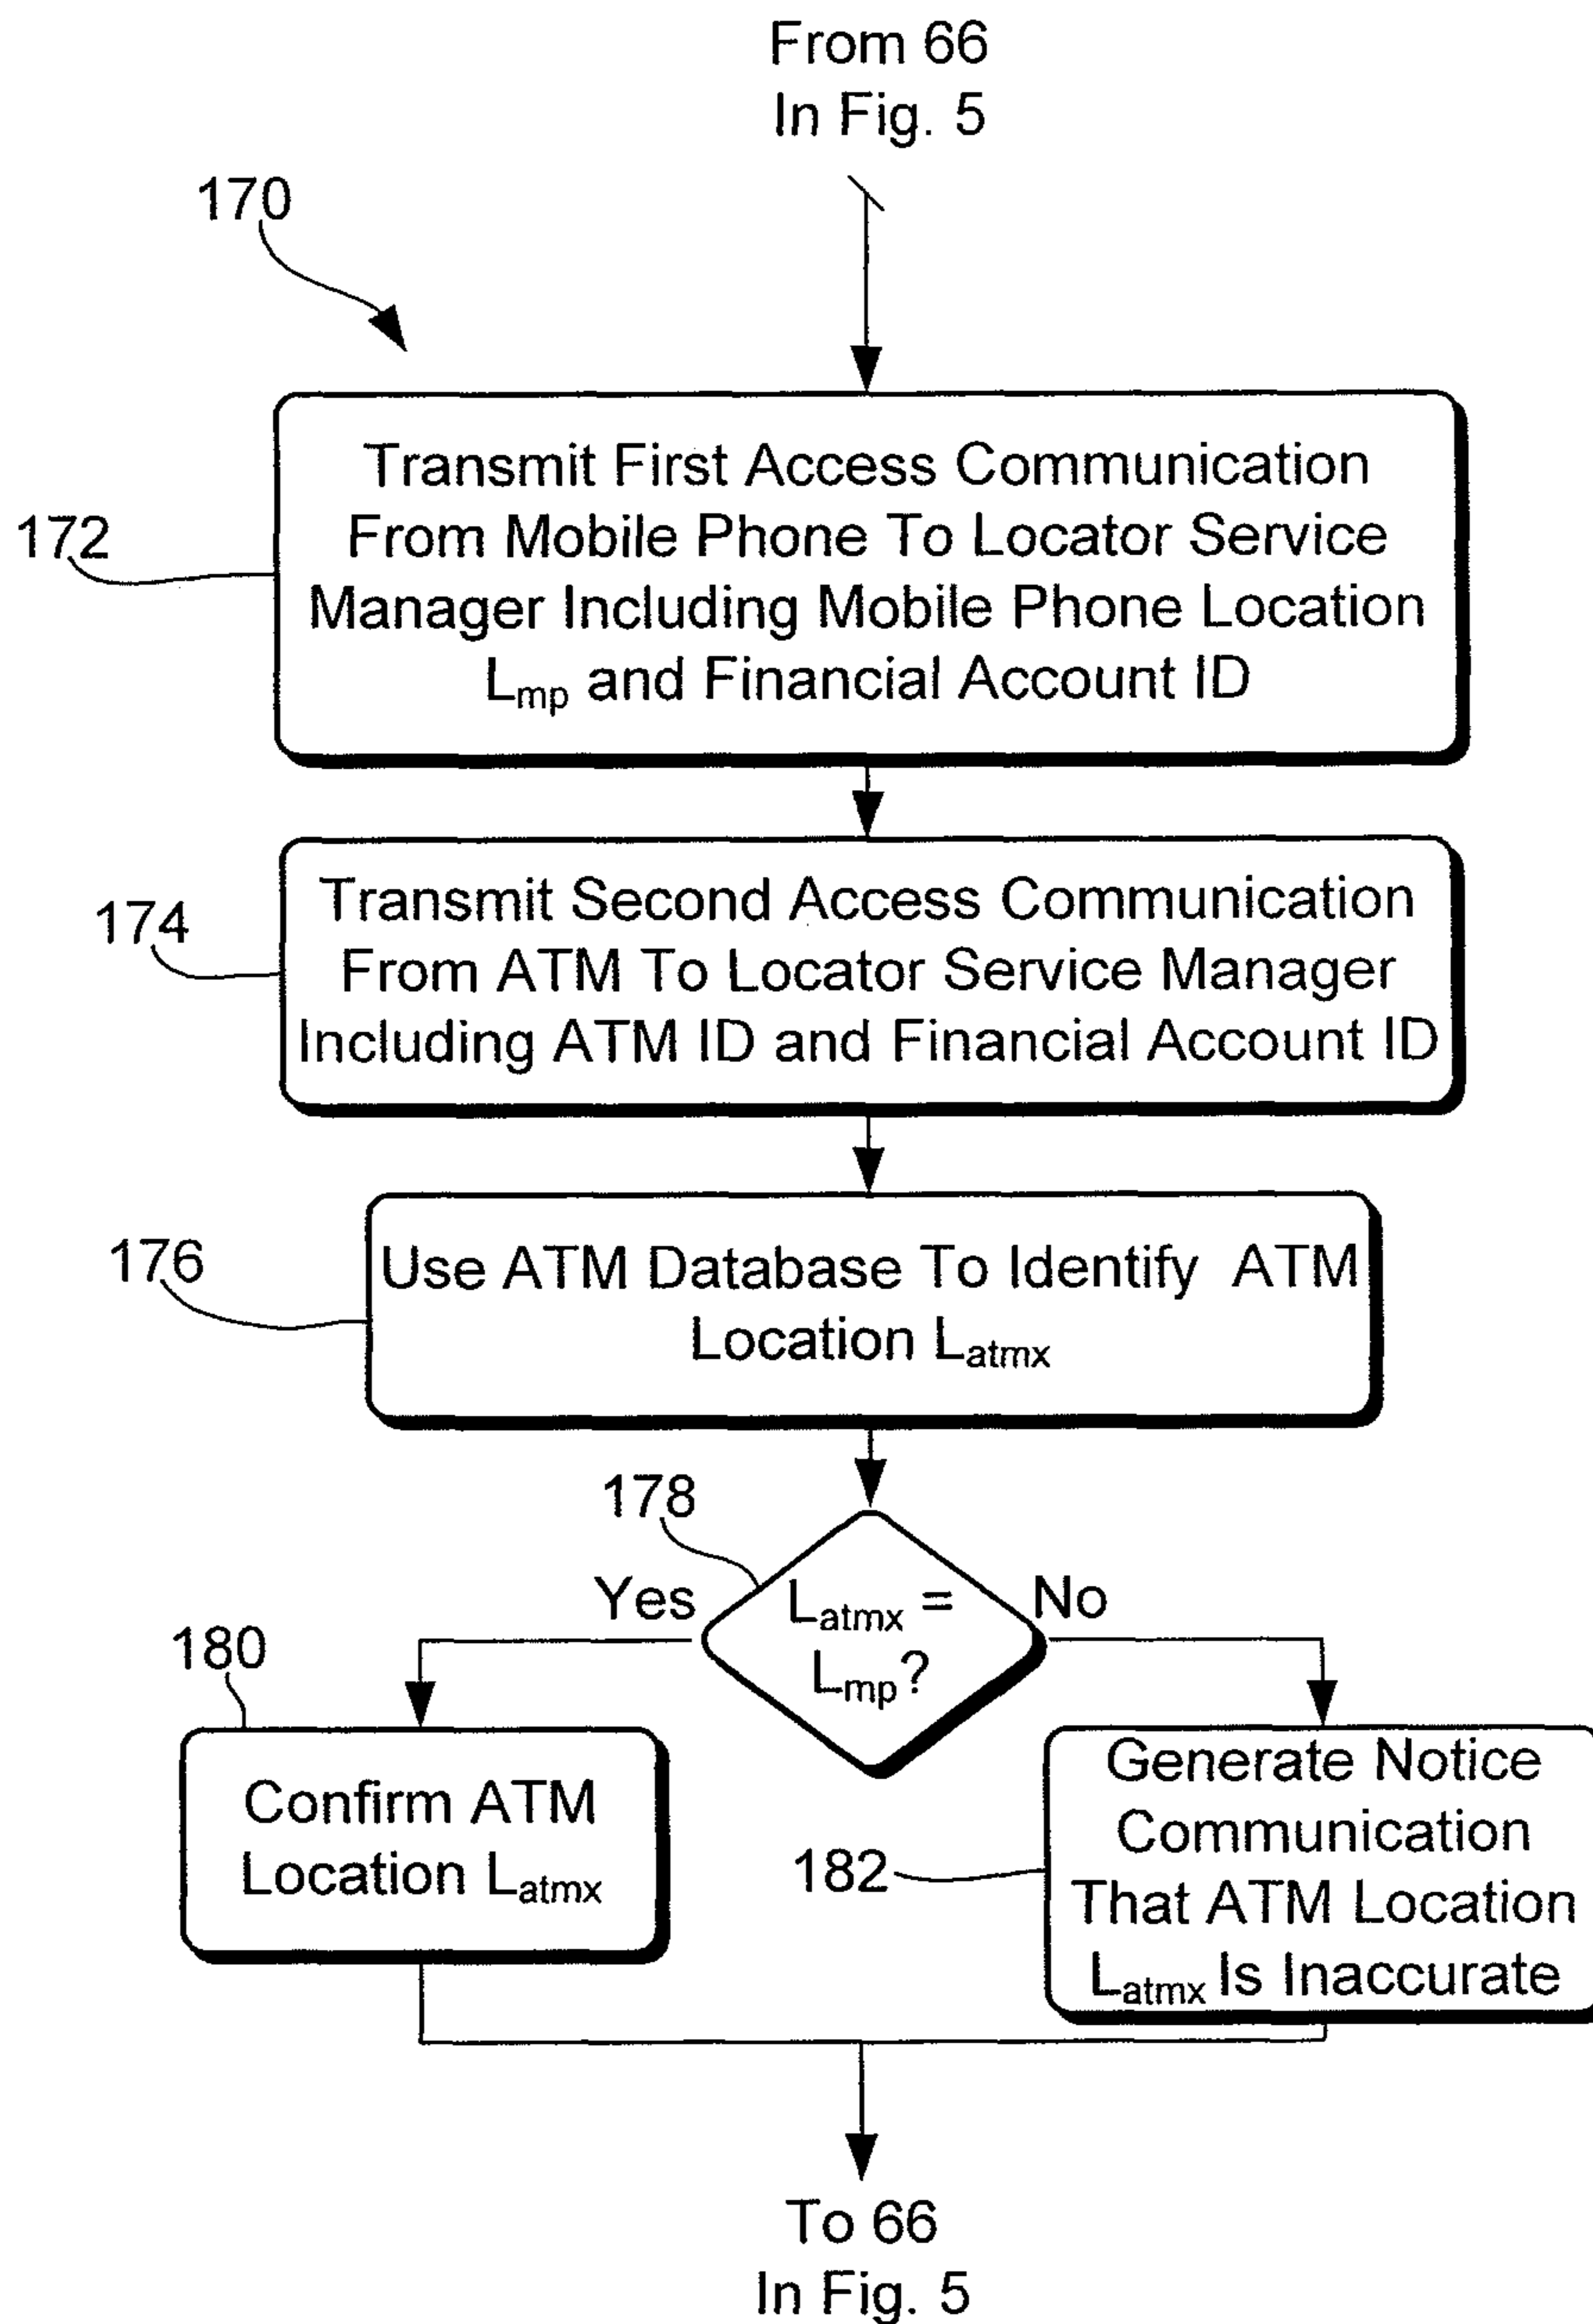 From 66
In Fig. 5
170
Transmit First Access Communication
From Mobile Phone To Locator Service
Manager Including Mobile Phone Location
Lmp and Financial Account ID
172
Transmit Second Access Communication
From ATM To Locator Service Manager
Including ATM ID and Financial Account ID
174
Use ATM Database To Identify ATM
Location Latmx
176
178
Latmx =
Lmp?
Yes
No
180
Confirm ATM
Location Latmx
182
Generate Notice
Communication
That ATM Location
Latmx Is Inaccurate
To 66
In Fig. 5